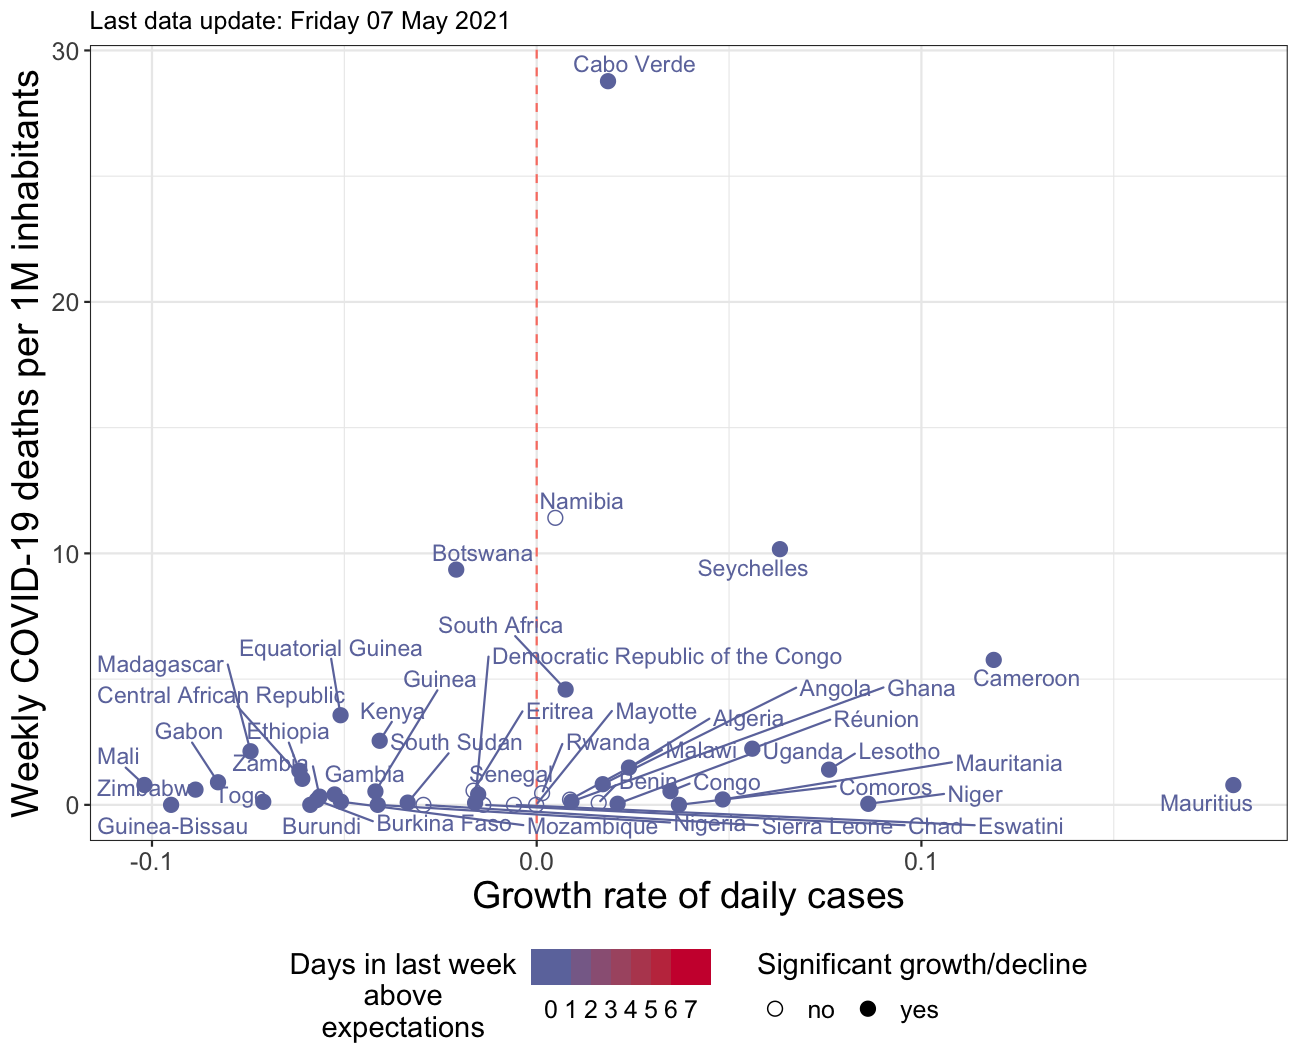 Last data update: Friday 07 May 2021
Weekly COVID-19 deaths per 1M inhabitants
30
20
10
0
Cabo Verde
Namibia
Botswana
Seychelles
South Africa
Equatorial Guinea
Democratic Republic of the Congo
Madagascar
Guinea
Cameroon
Central African Republic
Angola
Ghana
Kenya
Eritrea
Mayotte
Algeria
Réunion
Gabon
Ethiopia
South Sudan
Rwanda
Malawi
Uganda
Lesotho
Mali
Zambia
Mauritania
Gambia
Senegal
Benin
Congo
Comoros
Zimbabwe
Togo
Niger
Mauritius
Guinea-Bissau
Burundi
Burkina Faso
Mozambique
Nigeria
Sierra Leone
Chad
Eswatini
-0.1
0.0
0.1
Growth rate of daily cases
Days in last week
above
expectations
0 1 2 3 4 5 6 7
Significant growth/decline
no
yes